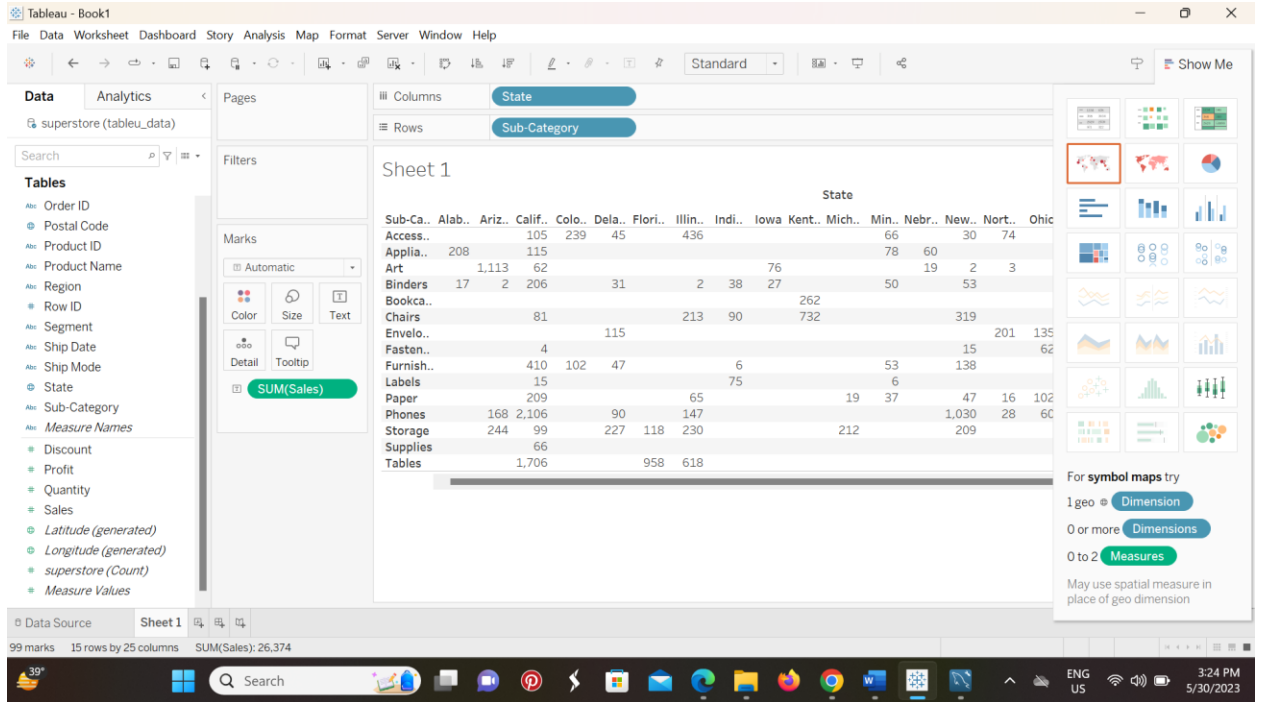 Tableau - Book1
File Data Worksheet Dashboard Story Analysis Map Format Server Window Help
Standard
Show Me
Data Analytics
superstore (tableu_data)
Search
Tables
Abc Order ID
Postal Code
Abc Product ID
Abc Product Name
Abc Region
# Row ID
Abc Segment
Abc Ship Date
Abc Ship Mode
State
Abc Sub-Category
Abc Measure Names
# Discount
# Profit
# Quantity
# Sales
Latitude (generated)
Longitude (generated)
# superstore (Count)
# Measure Values
Pages
Filters
Marks
Automatic
Color Size Text
Detail Tooltip
SUM(Sales)
Columns State
Rows Sub-Category
Sheet 1
State
Sub-Ca.. Alab.. Ariz.. Calif.. Colo.. Dela.. Flori.. Illin.. Indi.. Iowa Kent.. Mich.. Min.. Nebr.. New.. Nort.. Ohio
Access.. 105 239 45 436 66 30 74
Applia.. 208 115 78 60
Art 1,113 62 76 19 2 3
Binders 17 2 206 31 2 38 27 50 53
Bookca.. 262
Chairs 81 213 90 732 319
Envelo.. 115 201 135
Fasten.. 4 15 62
Furnish.. 410 102 47 6 53 138
Labels 15 75 6
Paper 209 65 19 37 47 16 102
Phones 168 2,106 90 147 1,030 28 60
Storage 244 99 227 118 230 212 209
Supplies 66
Tables 1,706 958 618
For symbol maps try
1 geo Dimension
0 or more Dimensions
0 to 2 Measures
May use spatial measure in
place of geo dimension
Data Source Sheet 1
99 marks 15 rows by 25 columns SUM(Sales): 26,374
39°
Search
ENG
US
3:24 PM
5/30/2023